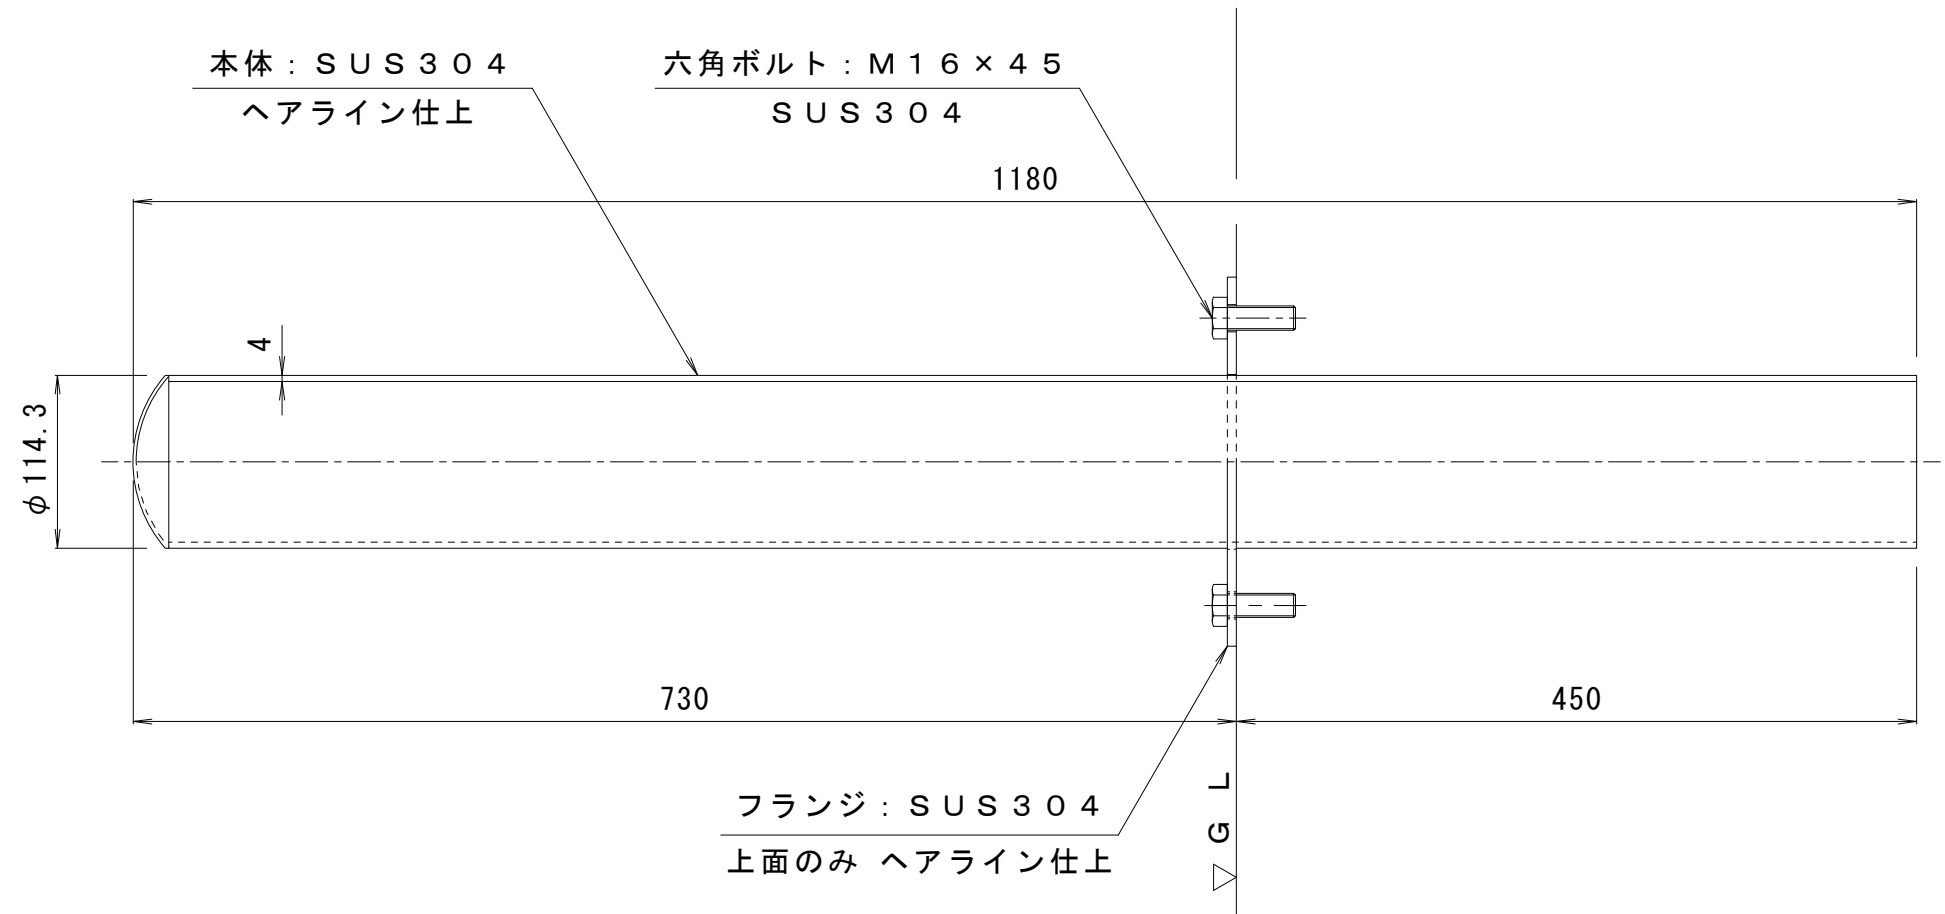 本体：ＳＵＳ３０４
ヘアライン仕上
六角ボルト：Ｍ１６×４５
ＳＵＳ３０４
1180
4
φ114.3
730
450
フランジ：ＳＵＳ３０４
上面のみ ヘアライン仕上
▽ＧＬ